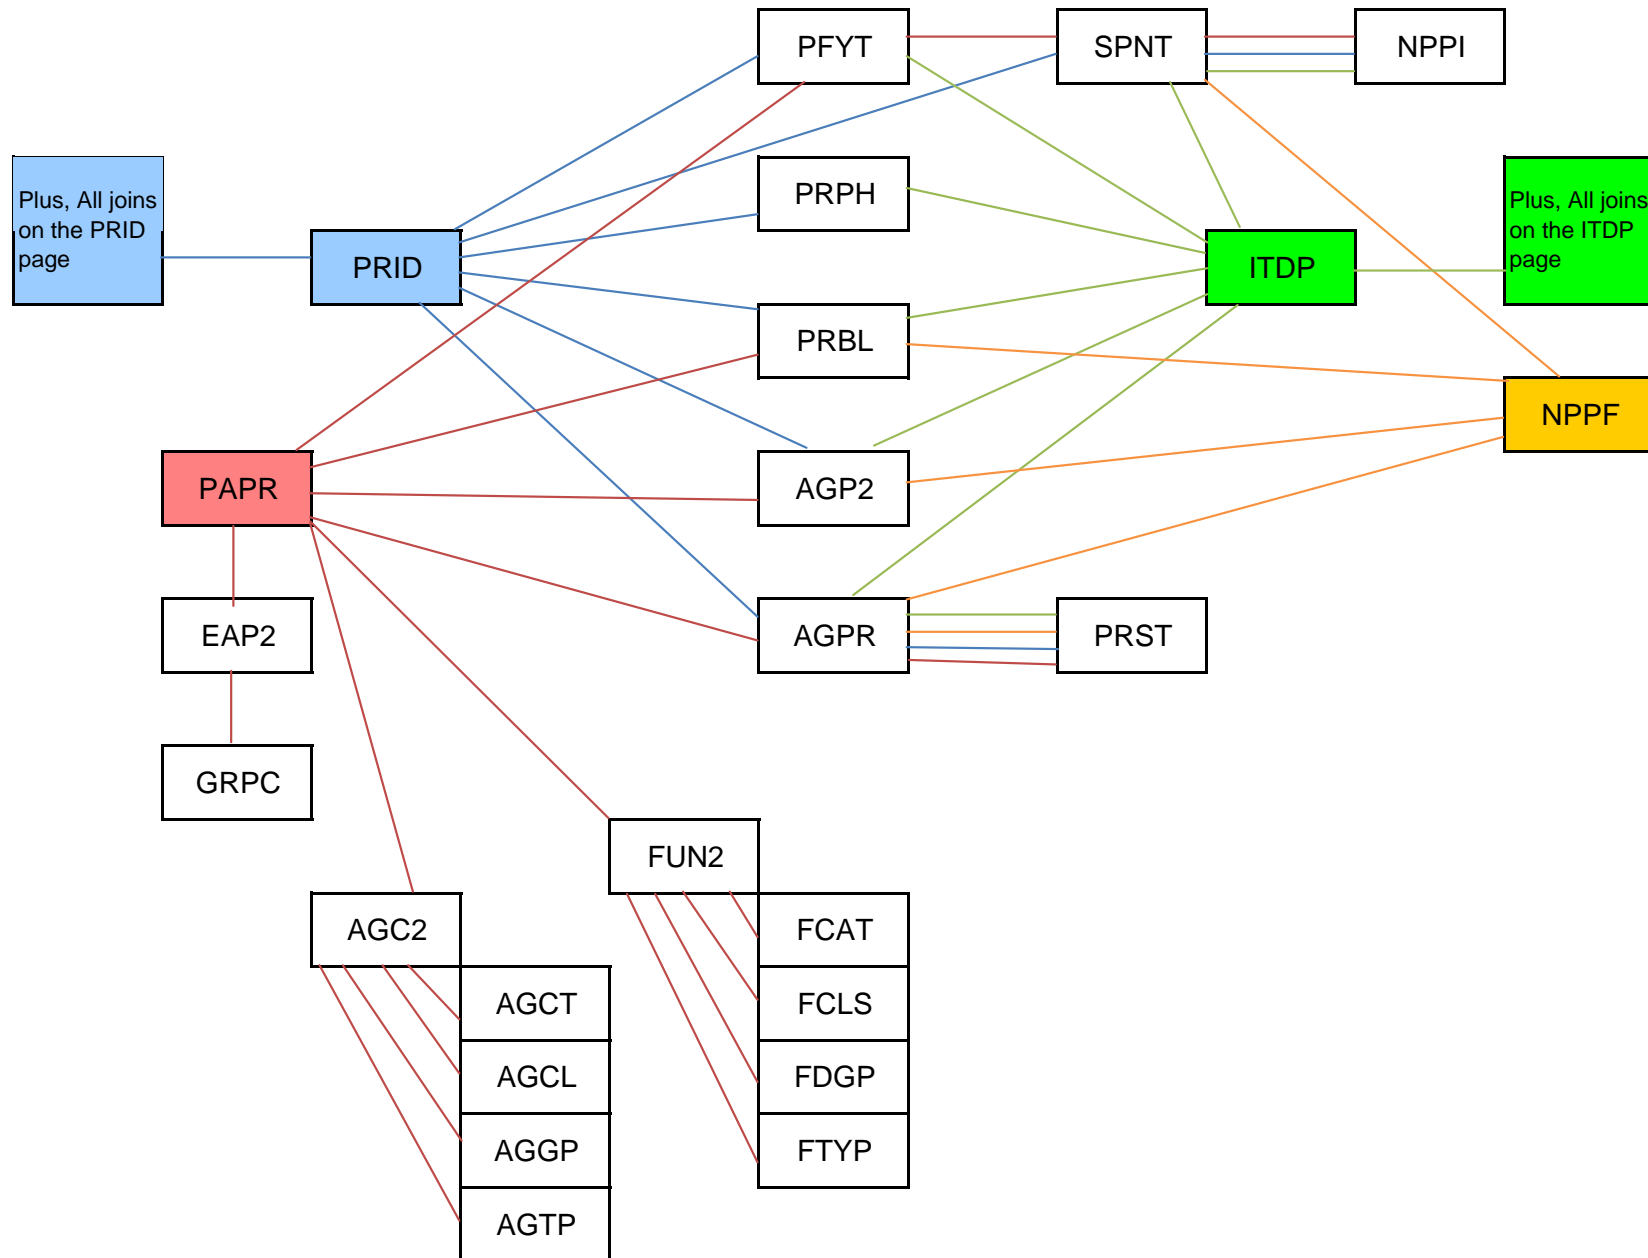 PFYT
SPNT
NPPI
Plus, All joins
on the PRID
page
PRID
PRPH
ITDP
Plus, All joins
on the ITDP
page
PRBL
NPPF
PAPR
AGP2
EAP2
AGPR
PRST
GRPC
FUN2
AGC2
FCAT
AGCT
FCLS
AGCL
FDGP
AGGP
FTYP
AGTP